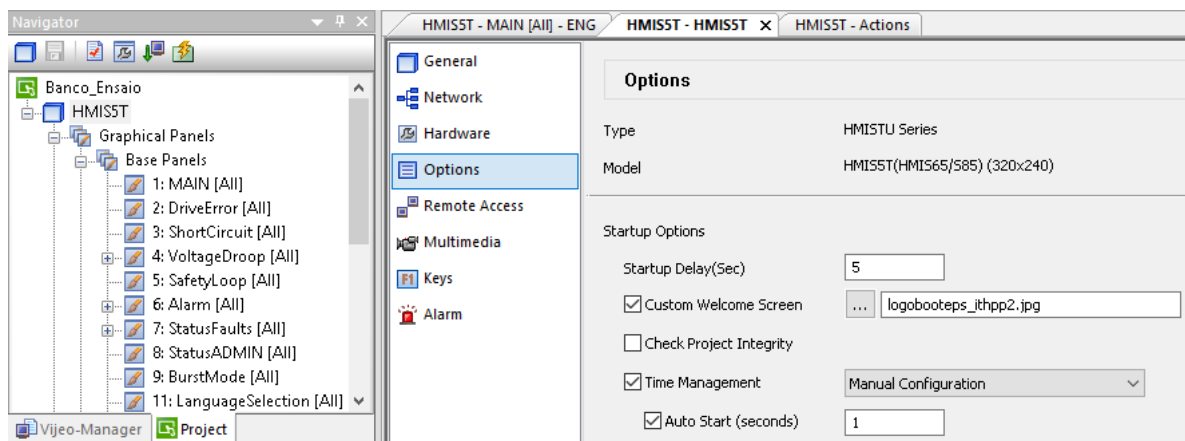 Navigator
Banco_Ensaio
HMIS5T
Graphical Panels
Base Panels
1: MAIN [All]
2: DriveError [All]
3: ShortCircuit [All]
4: VoltageDroop [All]
5: SafetyLoop [All]
6: Alarm [All]
7: StatusFaults [All]
8: StatusADMIN [All]
9: BurstMode [All]
11: LanguageSelection [All]
Vijeo-Manager
Project
HMIS5T - MAIN [All] - ENG
HMIS5T - HMIS5T X
HMIS5T - Actions
General
Network
Hardware
Options
Remote Access
Multimedia
F1 Keys
Alarm
Options
Type HMISTU Series
Model HMIS5T(HMIS65/S85) (320x240)
Startup Options
Startup Delay(Sec) 5
Custom Welcome Screen ... logobooteps_ithpp2.jpg
Check Project Integrity
Time Management Manual Configuration
Auto Start (seconds) 1